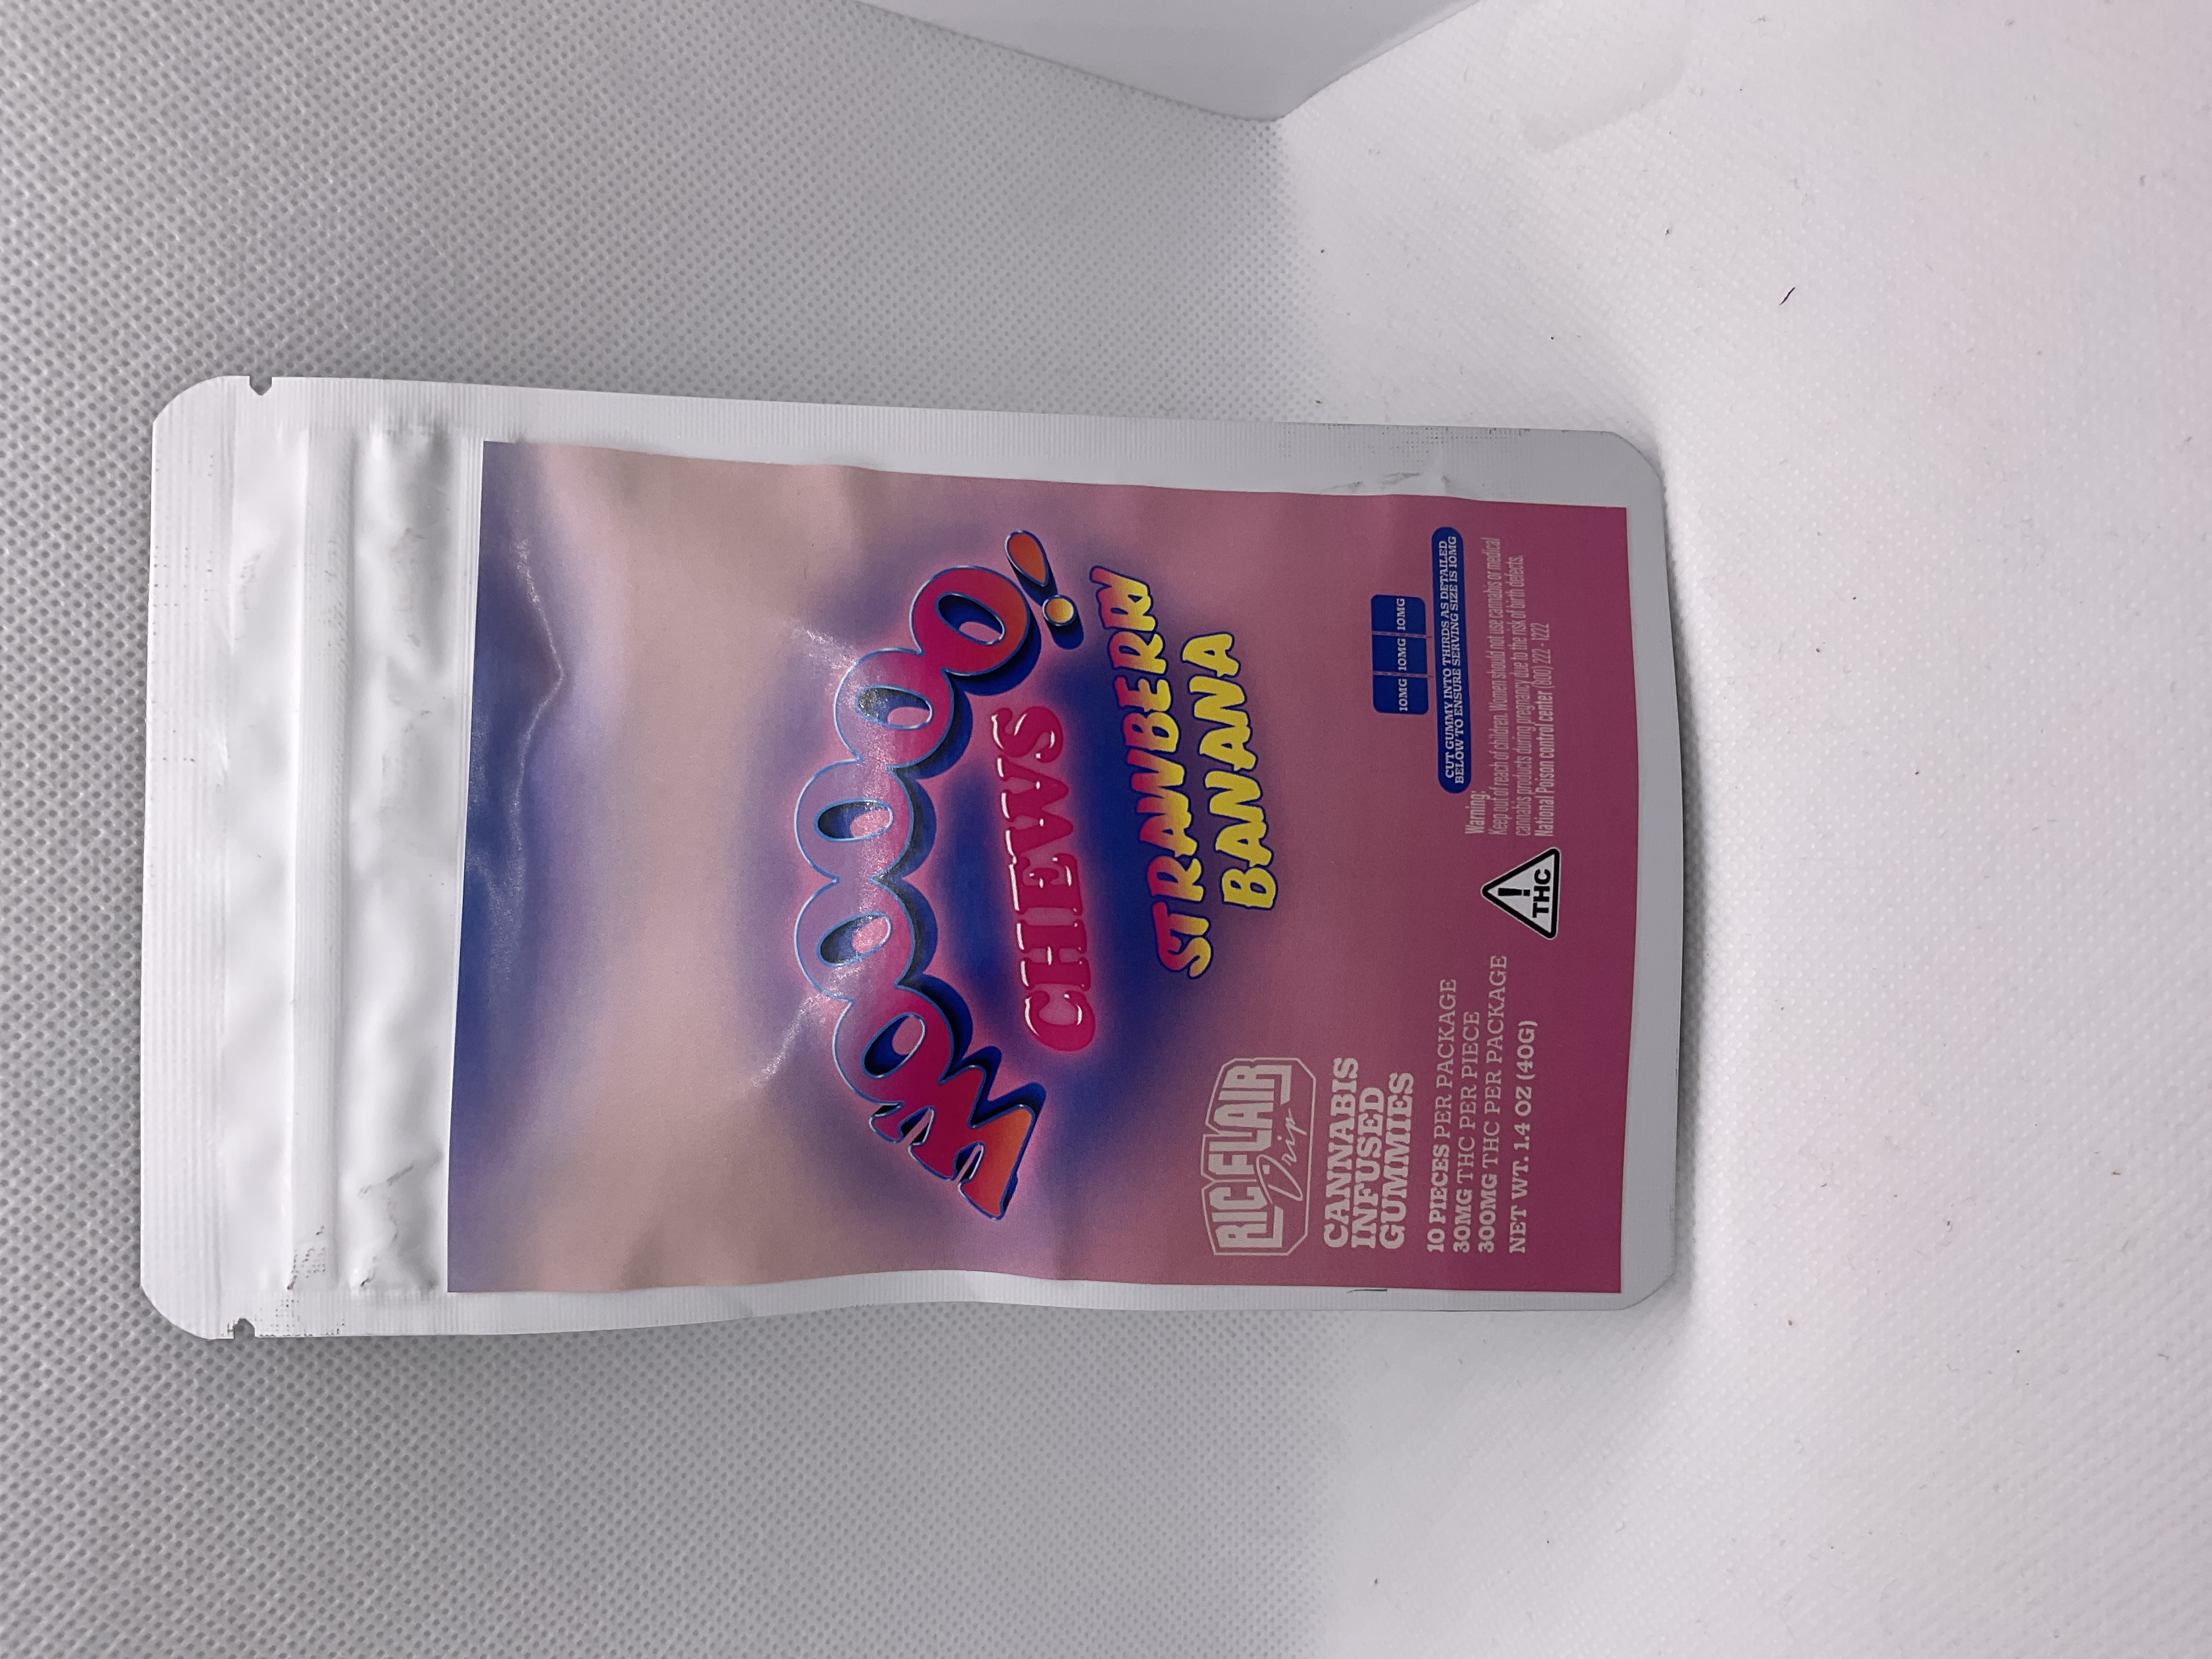 WOOOOOO!
CHEWS
STRAWBERRY
BANANA
RIC FLAIR
Drip
CANNABIS
INFUSED
GUMMIES
10 PIECES PER PACKAGE
30MG THC PER PIECE
300MG THC PER PACKAGE
NET WT. 1.4 OZ (40G)
!
THC
10MG 10MG 10MG
CUT GUMMY INTO THIRDS AS DETAILED
BELOW TO ENSURE SERVING SIZE IS 10MG
Warning:
Keep out of reach of children. Women should not use cannabis or medical
cannabis products during pregnancy due to the risk of birth defects.
National Poison control center (800) 222 - 1222